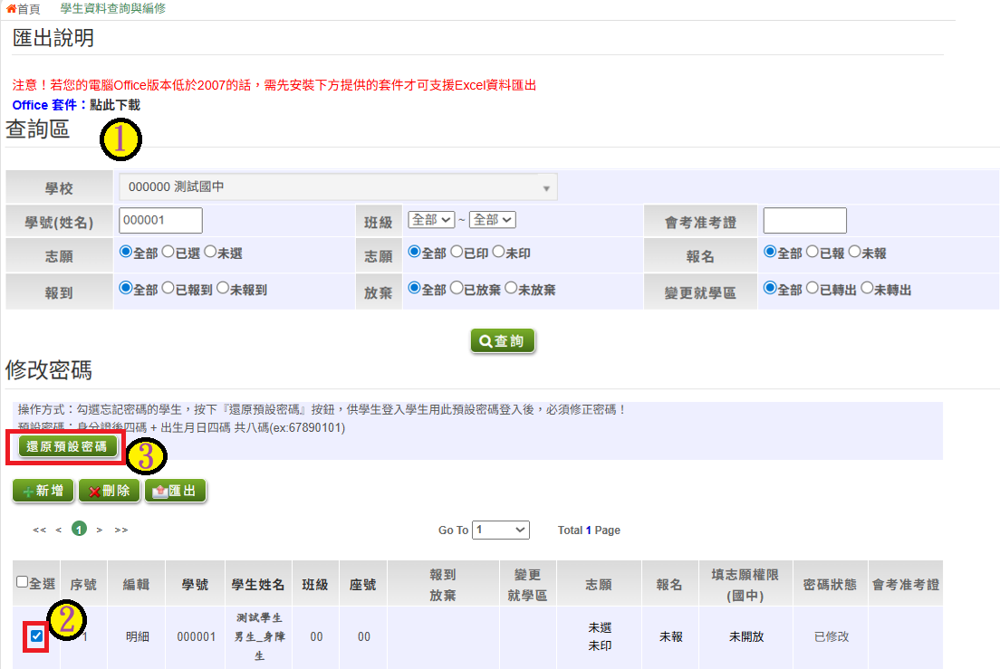 首頁 學生資料查詢與編修
匯出說明
注意！若您的電腦Office版本低於2007的話，需先安裝下方提供的套件才可支援Excel資料匯出
Office 套件：點此下載
查詢區 1
學校 000000 測試國中
學號(姓名) 000001 班級 全部 ~ 全部 會考准考證
志願 全部 已選 未選 志願 全部 已印 未印 報名 全部 已報 未報
報到 全部 已報到 未報到 放棄 全部 已放棄 未放棄 變更就學區 全部 已轉出 未轉出
查詢
修改密碼
操作方式：勾選忘記密碼的學生，按下『還原預設密碼』按鈕，供學生登入學生用此預設密碼登入後，必須修正密碼！
預設密碼：身分證後四碼 + 出生月日四碼 共八碼(ex:67890101)
還原預設密碼 3
新增 刪除 匯出
<< < 1 > >> Go To 1 Total 1 Page
全選 序號 編輯 學號 學生姓名 班級 座號 報到 放棄 變更 就學區 志願 報名 填志願權限 (國中) 密碼狀態 會考准考證
2
1 明細 000001 測試學生 男生_身障 生 00 00 未選 未印 未報 未開放 已修改